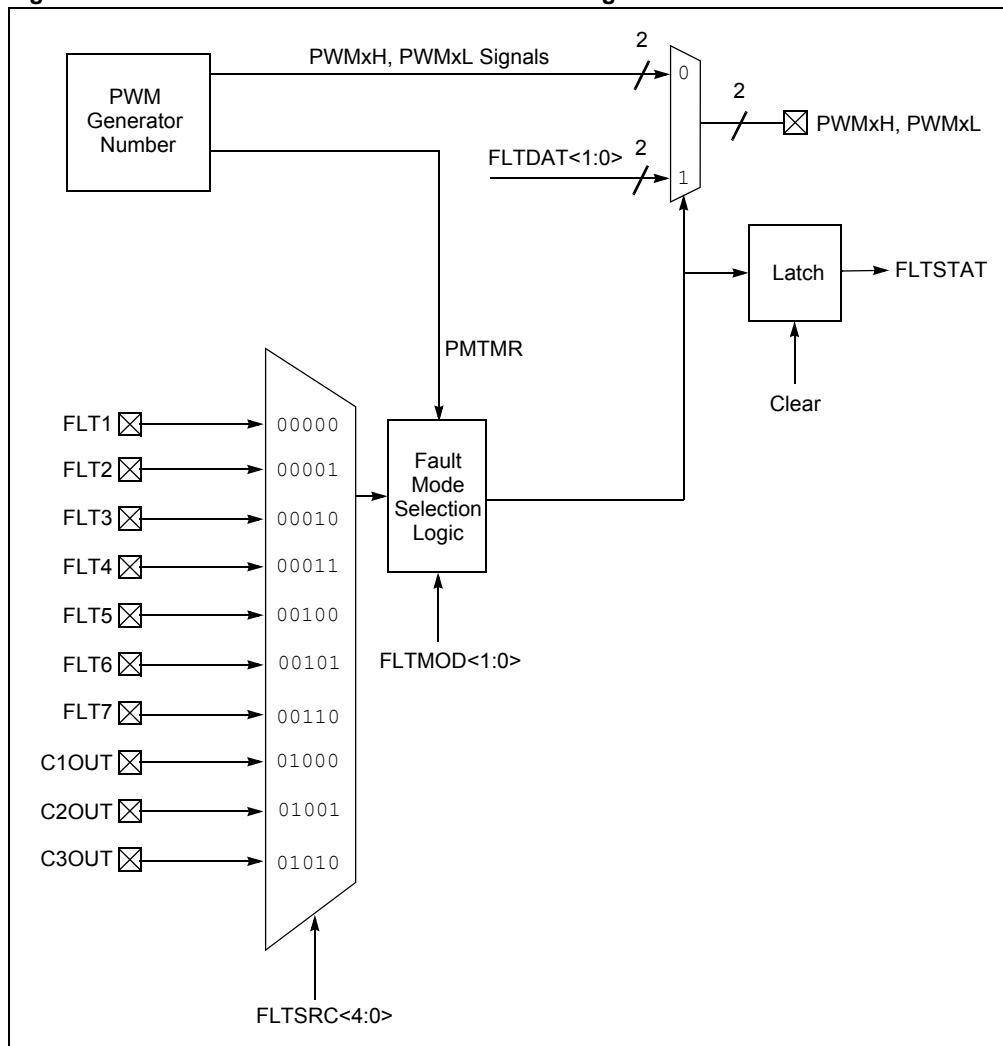 PWM
Generator
Number
PWMxH, PWMxL Signals
2
0
2
PWMxH, PWMxL
FLTDAT<1:0>
2
1
Latch
FLTSTAT
Clear
PMTMR
FLT1
00000
FLT2
00001
FLT3
00010
FLT4
00011
FLT5
00100
FLT6
00101
FLT7
00110
C1OUT
01000
C2OUT
01001
C3OUT
01010
Fault
Mode
Selection
Logic
FLTMOD<1:0>
FLTSRC<4:0>